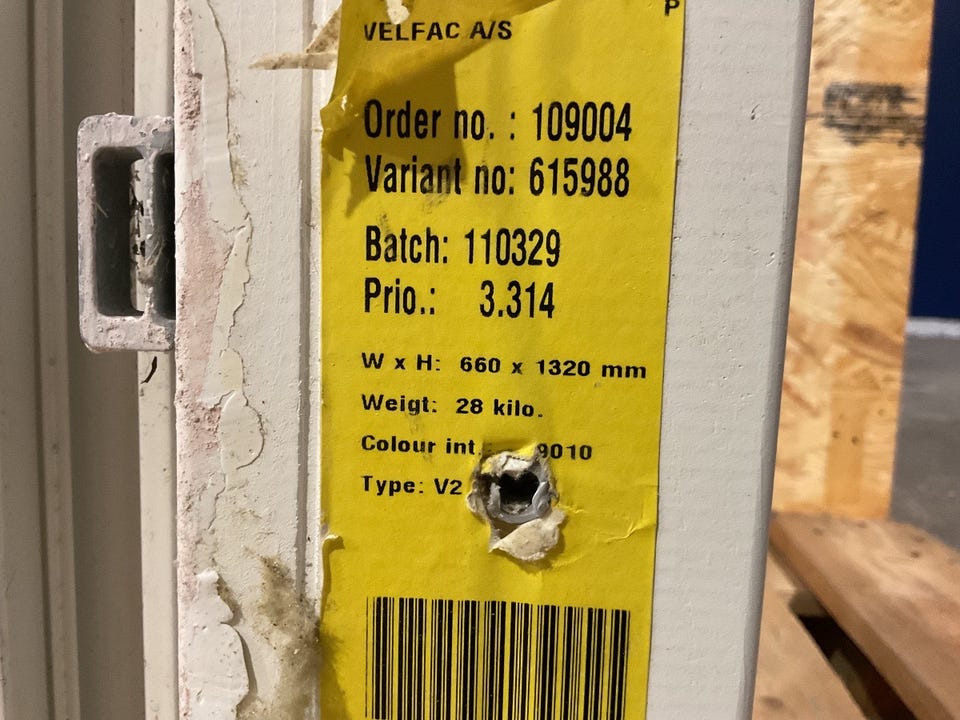 P
VELFAC A/S
Order no. : 109004
Variant no: 615988
Batch: 110329
Prio.: 3.314
W x H: 660 x 1320 mm
Weigt: 28 kilo.
Colour int. 9010
Type: V2